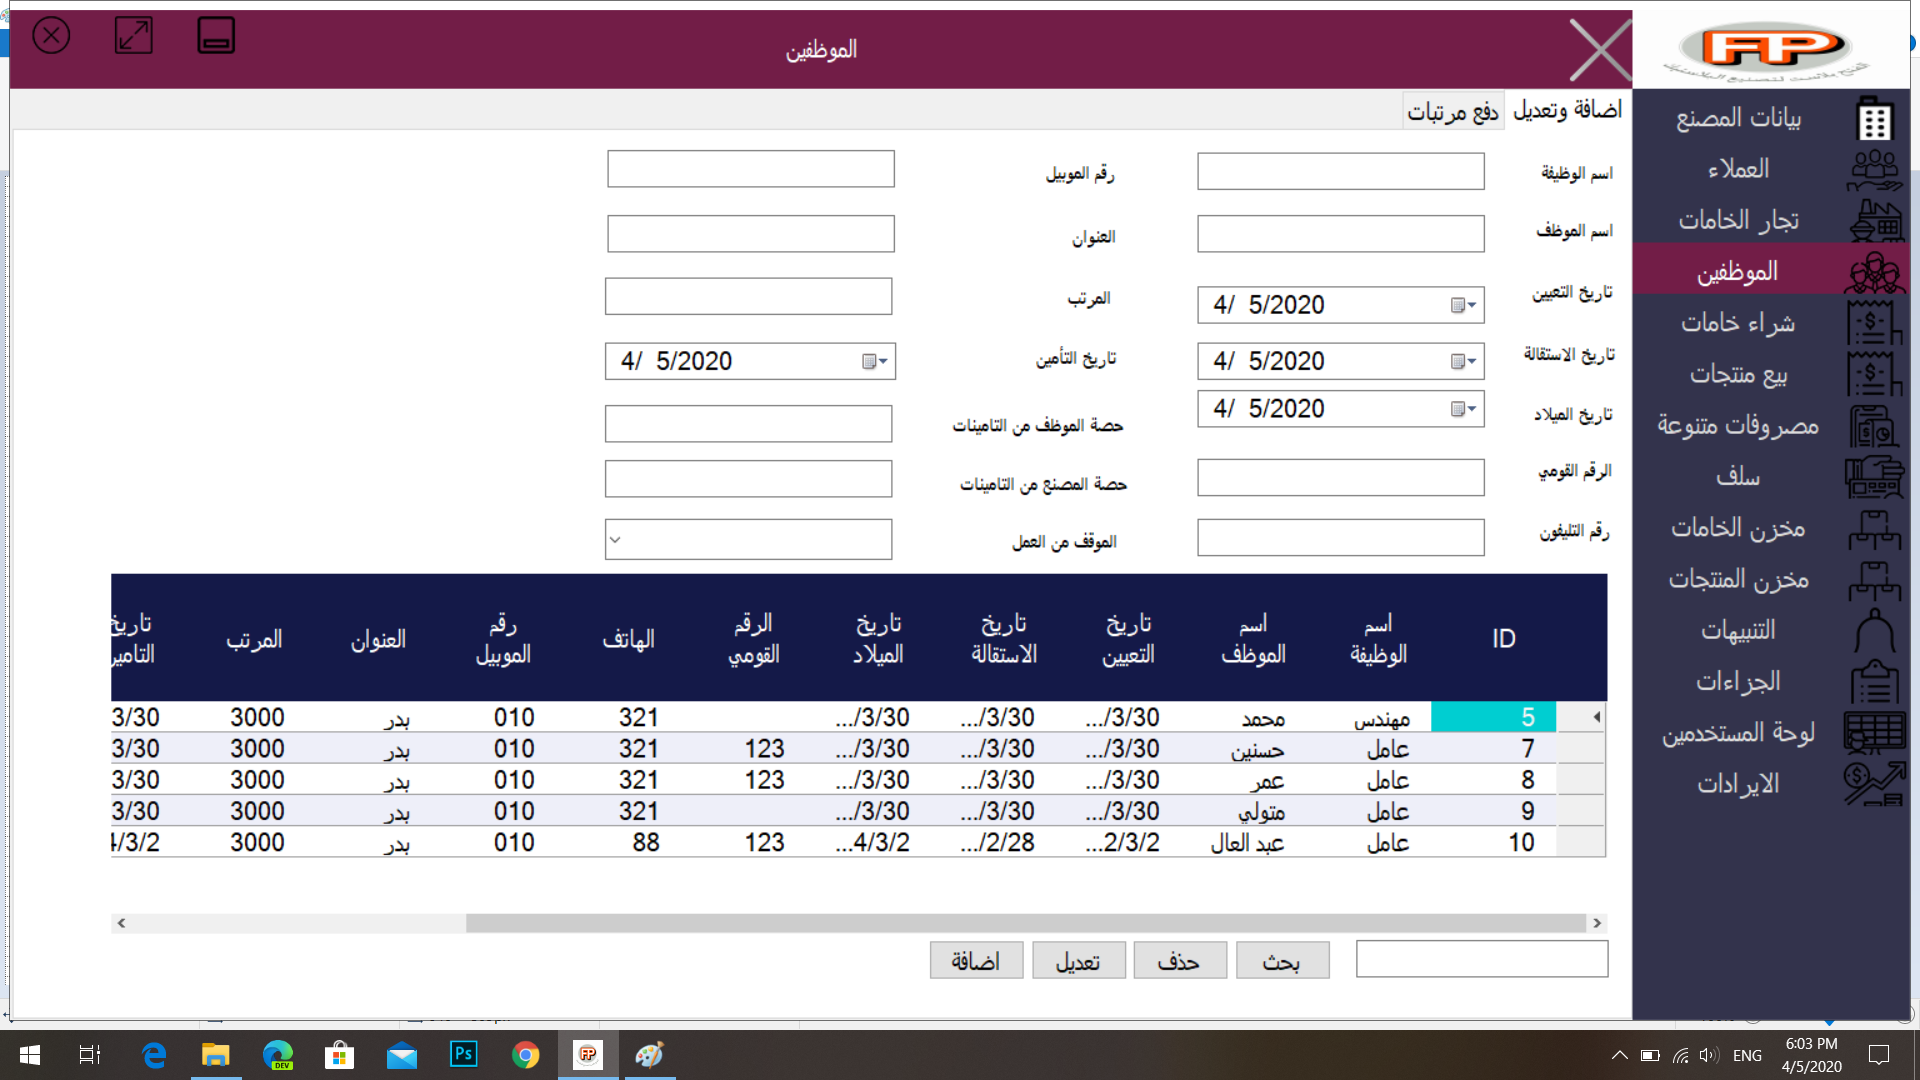 الموظفين
FP
الفتح بلاست لتصنيع البلاستيك
اضافة وتعديل
دفع مرتبات
بيانات المصنع
العملاء
تجار الخامات
الموظفين
شراء خامات
بيع منتجات
مصروفات متنوعة
سلف
مخزن الخامات
مخزن المنتجات
التنبيهات
الجزاءات
لوحة المستخدمين
الايرادات
اسم الوظيفة
اسم الموظف
تاريخ التعيين 4/ 5/2020
تاريخ الاستقالة 4/ 5/2020
تاريخ الميلاد 4/ 5/2020
الرقم القومي
رقم التليفون
رقم الموبيل
العنوان
المرتب
تاريخ التأمين 4/ 5/2020
حصة الموظف من التامينات
حصة المصنع من التامينات
الموقف من العمل
ID اسم الوظيفة اسم الموظف تاريخ التعيين تاريخ الاستقالة تاريخ الميلاد الرقم القومي الهاتف رقم الموبيل العنوان المرتب تاريخ التامين
5 مهندس محمد 3/30/... 3/30/... 3/30/... 321 010 بدر 3000 3/30
7 عامل حسنين 3/30/... 3/30/... 3/30/... 123 321 010 بدر 3000 3/30
8 عامل عمر 3/30/... 3/30/... 3/30/... 123 321 010 بدر 3000 3/30
9 عامل متولي 3/30/... 3/30/... 3/30/... 321 010 بدر 3000 3/30
10 عامل عبد العال 2/3/2... 2/28/... 4/3/2... 123 88 010 بدر 3000 4/3/2
بحث
حذف
تعديل
اضافة
DEV
Ps
FP
ENG
6:03 PM
4/5/2020